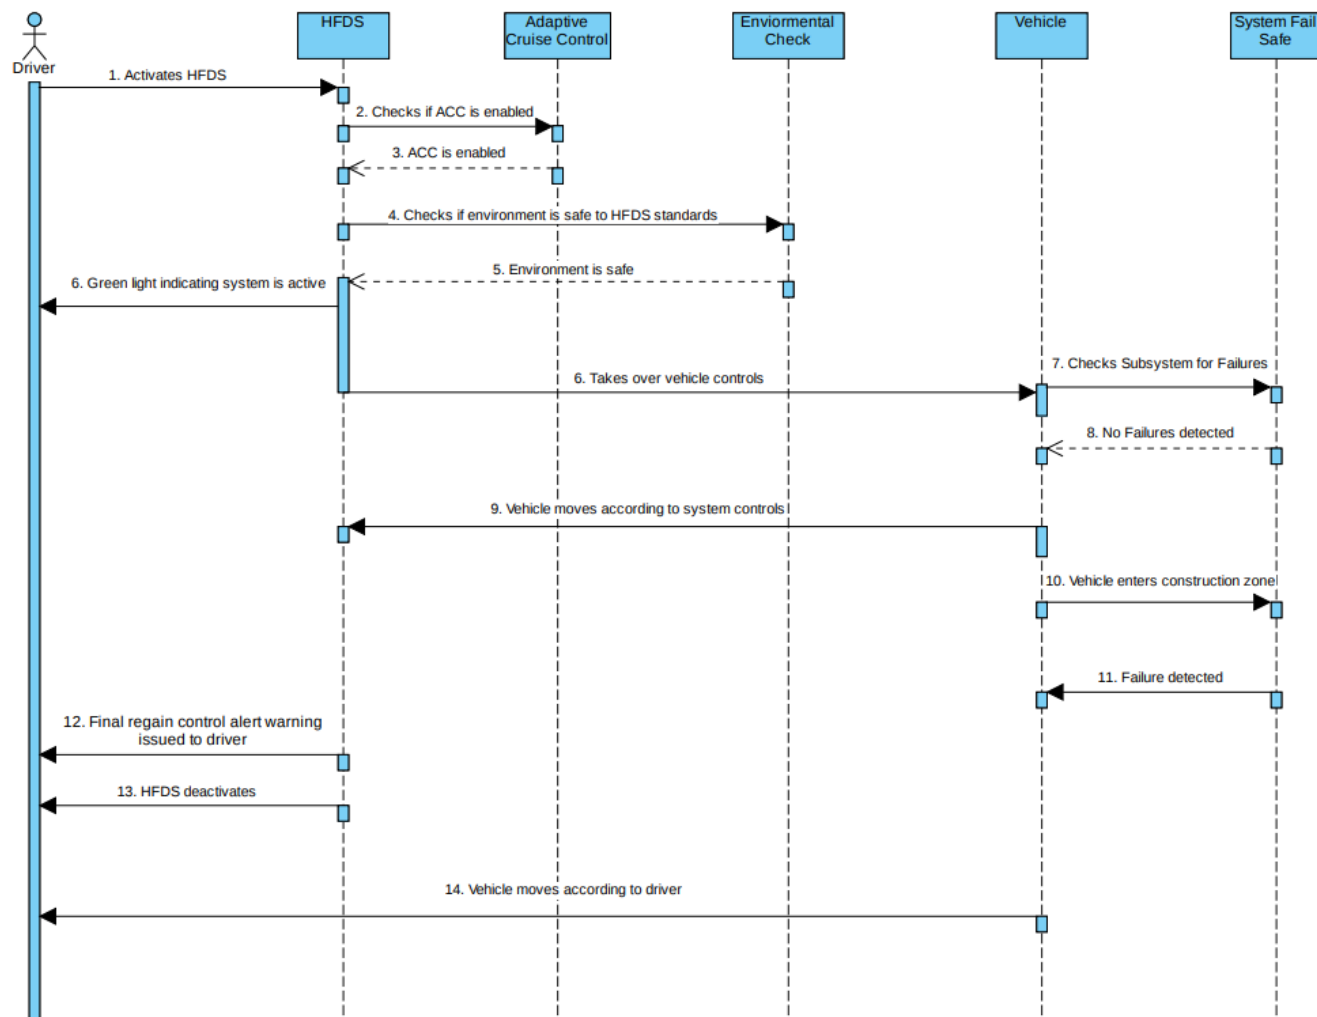 HFDS
Adaptive
Cruise Control
Enviormental
Check
Vehicle
System Fail
Safe
Driver
1. Activates HFDS
2. Checks if ACC is enabled
3. ACC is enabled
4. Checks if environment is safe to HFDS standards
5. Environment is safe
6. Green light indicating system is active
7. Checks Subsystem for Failures
6. Takes over vehicle controls
8. No Failures detected
9. Vehicle moves according to system controls
10. Vehicle enters construction zone
11. Failure detected
12. Final regain control alert warning
issued to driver
13. HFDS deactivates
14. Vehicle moves according to driver